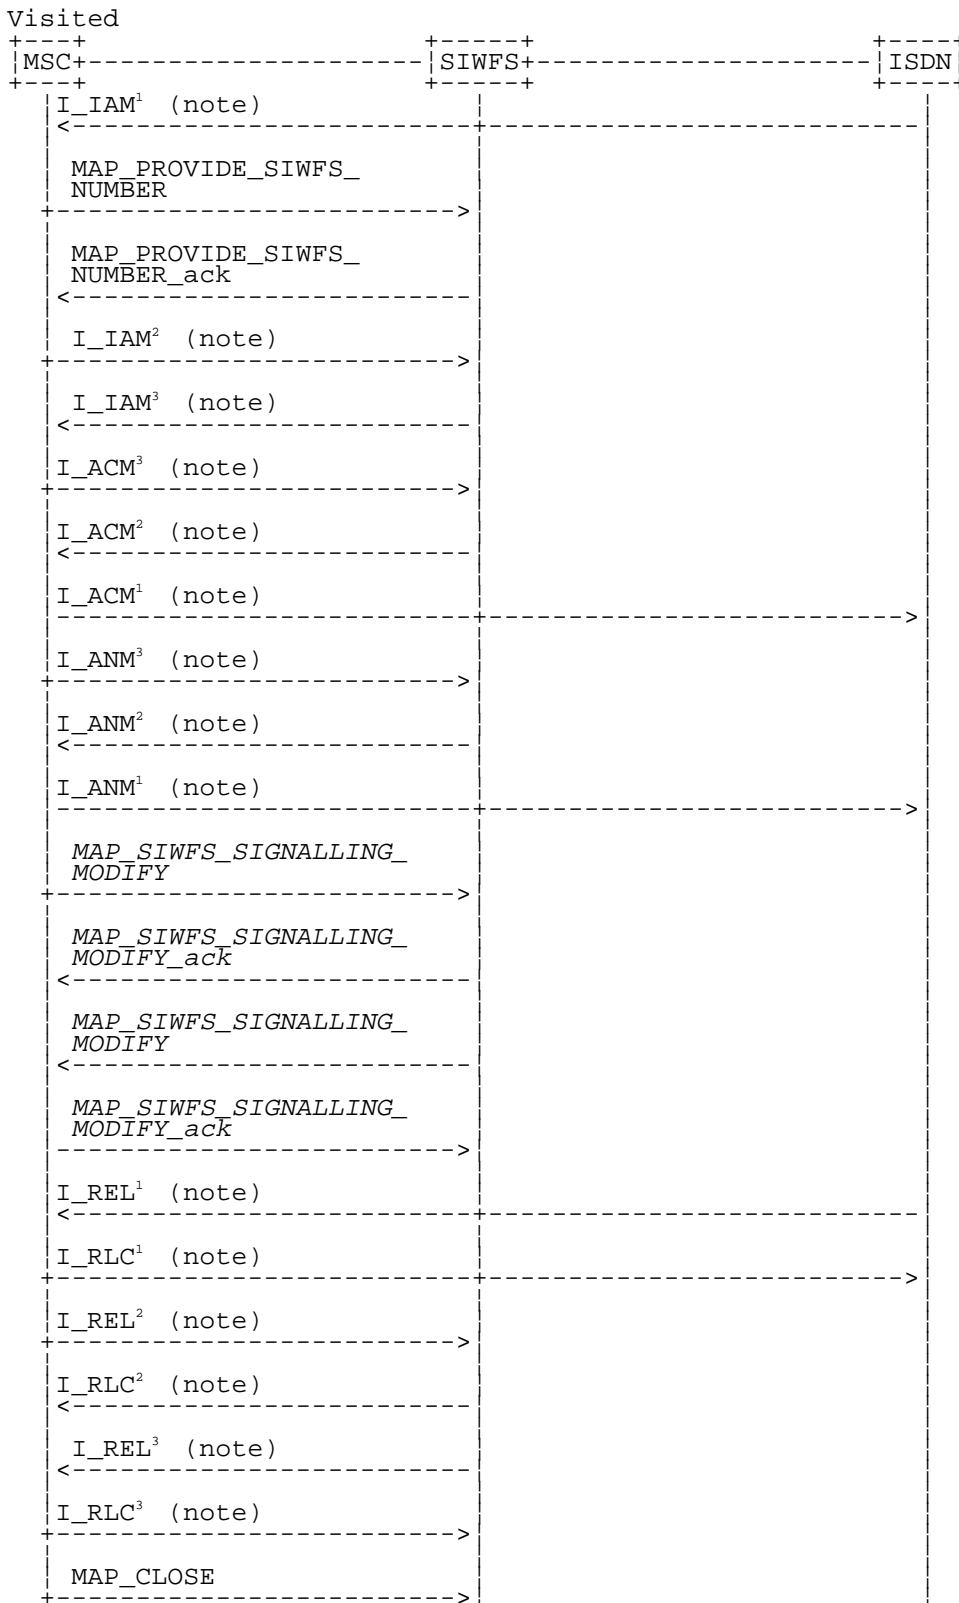 Visited
MSC SIWFS ISDN
I_IAM¹ (note)
MAP_PROVIDE_SIWFS_
NUMBER
MAP_PROVIDE_SIWFS_
NUMBER_ack
I_IAM² (note)
I_IAM³ (note)
I_ACM³ (note)
I_ACM² (note)
I_ACM¹ (note)
I_ANM³ (note)
I_ANM² (note)
I_ANM¹ (note)
MAP_SIWFS_SIGNALLING_
MODIFY
MAP_SIWFS_SIGNALLING_
MODIFY_ack
MAP_SIWFS_SIGNALLING_
MODIFY
MAP_SIWFS_SIGNALLING_
MODIFY_ack
I_REL¹ (note)
I_RLC¹ (note)
I_REL² (note)
I_RLC² (note)
I_REL³ (note)
I_RLC³ (note)
MAP_CLOSE